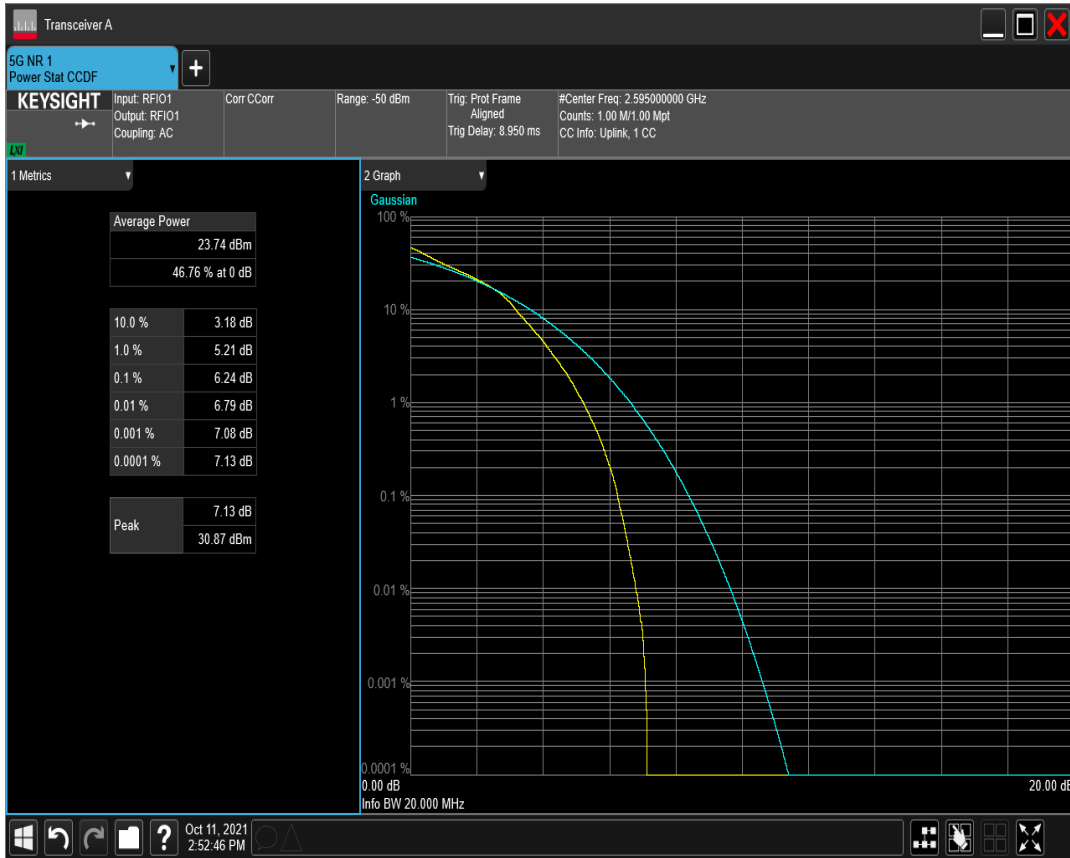 Transceiver A
5G NR 1
Power Stat CCDF
+
KEYSIGHT
LXI
Input: RFIO1
Output: RFIO1
Coupling: AC
Corr CCorr
Range: -50 dBm
Trig: Prot Frame
Aligned
Trig Delay: 8.950 ms
#Center Freq: 2.595000000 GHz
Counts: 1.00 M/1.00 Mpt
CC Info: Uplink, 1 CC
1 Metrics
Average Power
23.74 dBm
46.76 % at 0 dB
10.0 % 3.18 dB
1.0 % 5.21 dB
0.1 % 6.24 dB
0.01 % 6.79 dB
0.001 % 7.08 dB
0.0001 % 7.13 dB
Peak 7.13 dB
30.87 dBm
2 Graph
Gaussian
100 %
10 %
1 %
0.1 %
0.01 %
0.001 %
0.0001 %
0.00 dB 20.00 dB
Info BW 20.000 MHz
?
Oct 11, 2021
2:52:46 PM